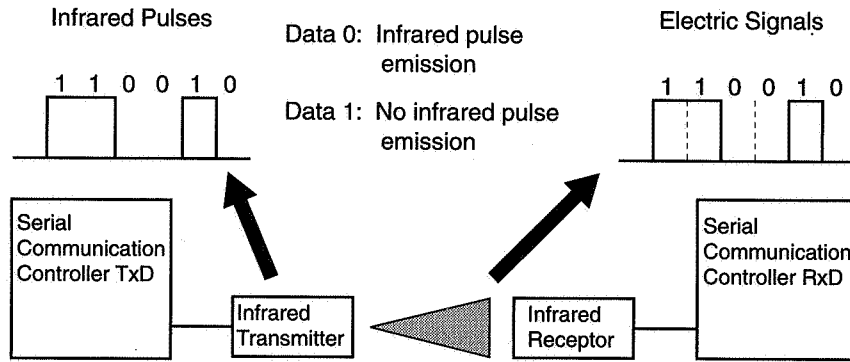 Infrared Pulses
Data 0: Infrared pulse
emission
Data 1: No infrared pulse
emission
Electric Signals
1 1 0 0 1 0
1 1 0 0 1 0
Serial
Communication
Controller TxD
Infrared
Transmitter
Infrared
Receptor
Serial
Communication
Controller RxD